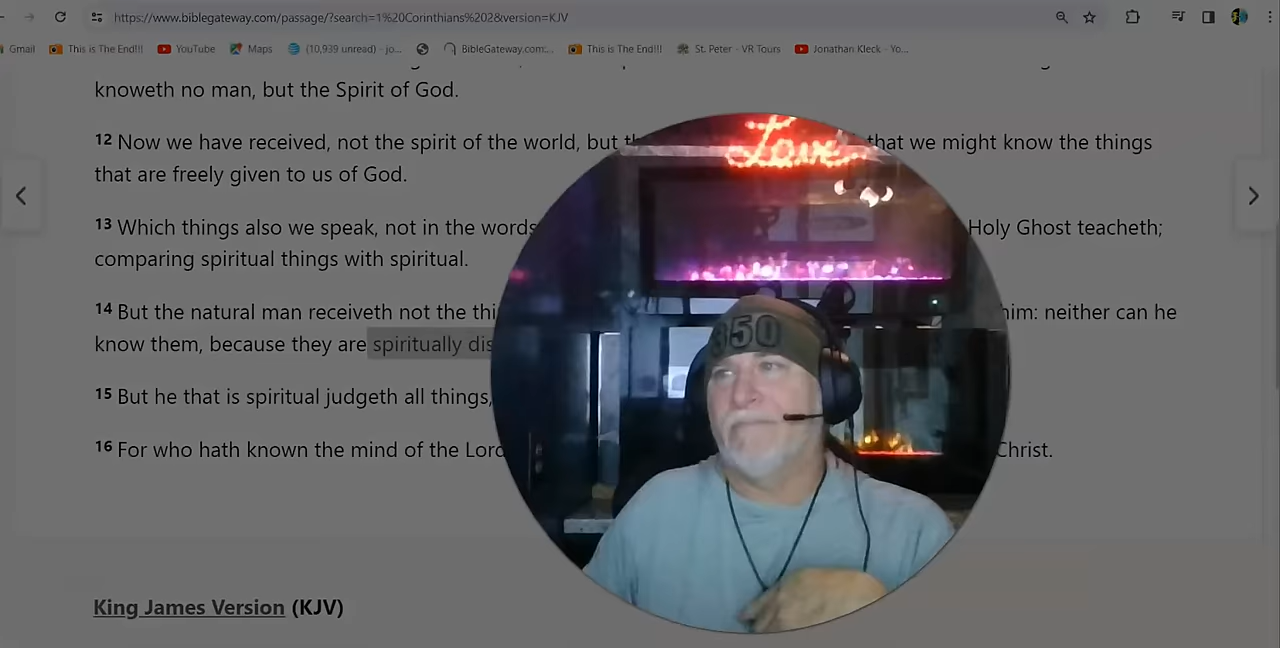 https://www.biblegateway.com/passage/?search=1%20Corinthians%202&version=KJV
Gmail This is The End!!! YouTube Maps (10,939 unread) - jo... BibleGateway.com:... This is The End!!! St. Peter - VR Tours Jonathan Kleck - Yo...
knoweth no man, but the Spirit of God.
12 Now we have received, not the spirit of the world, but that we might know the things
that are freely given to us of God.
13 Which things also we speak, not in the words Holy Ghost teacheth;
comparing spiritual things with spiritual.
Love
14 But the natural man receiveth not the him: neither can he
know them, because they are spiritually
350
15 But he that is spiritual judgeth all things,
16 For who hath known the mind of the Christ.
King James Version (KJV)